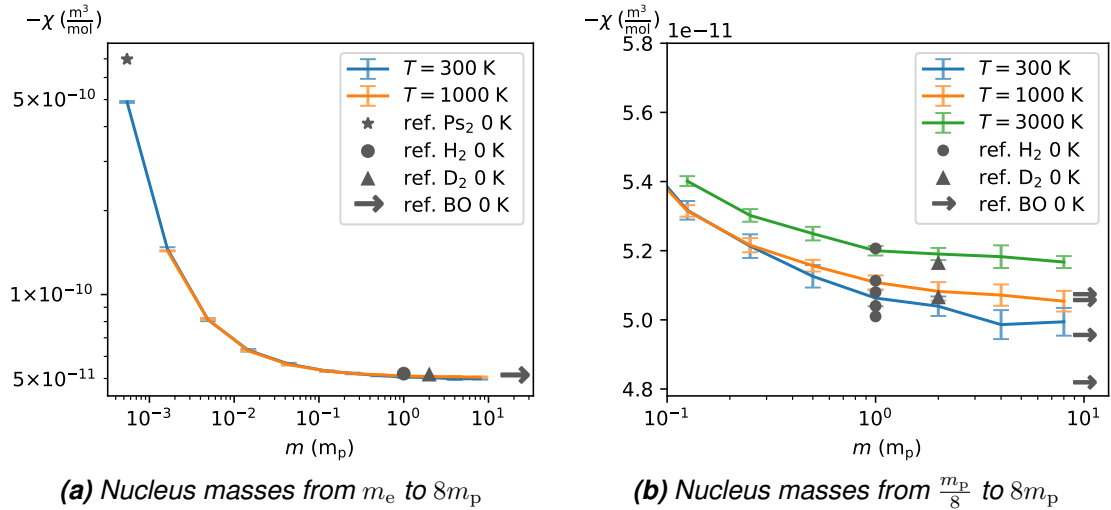 −χ (m³/mol)
5×10⁻¹⁰
1×10⁻¹⁰
5×10⁻¹¹
10⁻³ 10⁻² 10⁻¹ 10⁰ 10¹
m (mₚ)
T = 300 K
T = 1000 K
ref. Ps₂ 0 K
ref. H₂ 0 K
ref. D₂ 0 K
ref. BO 0 K
(a) Nucleus masses from mₑ to 8mₚ
−χ (m³/mol)
1e−11
5.8
5.6
5.4
5.2
5.0
4.8
10⁻¹ 10⁰ 10¹
m (mₚ)
T = 300 K
T = 1000 K
T = 3000 K
ref. H₂ 0 K
ref. D₂ 0 K
ref. BO 0 K
(b) Nucleus masses from mₚ/8 to 8mₚ